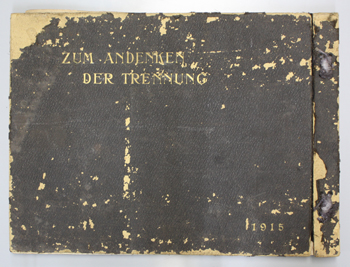 ZUM ANDENKEN
DER TRENNUNG
1915